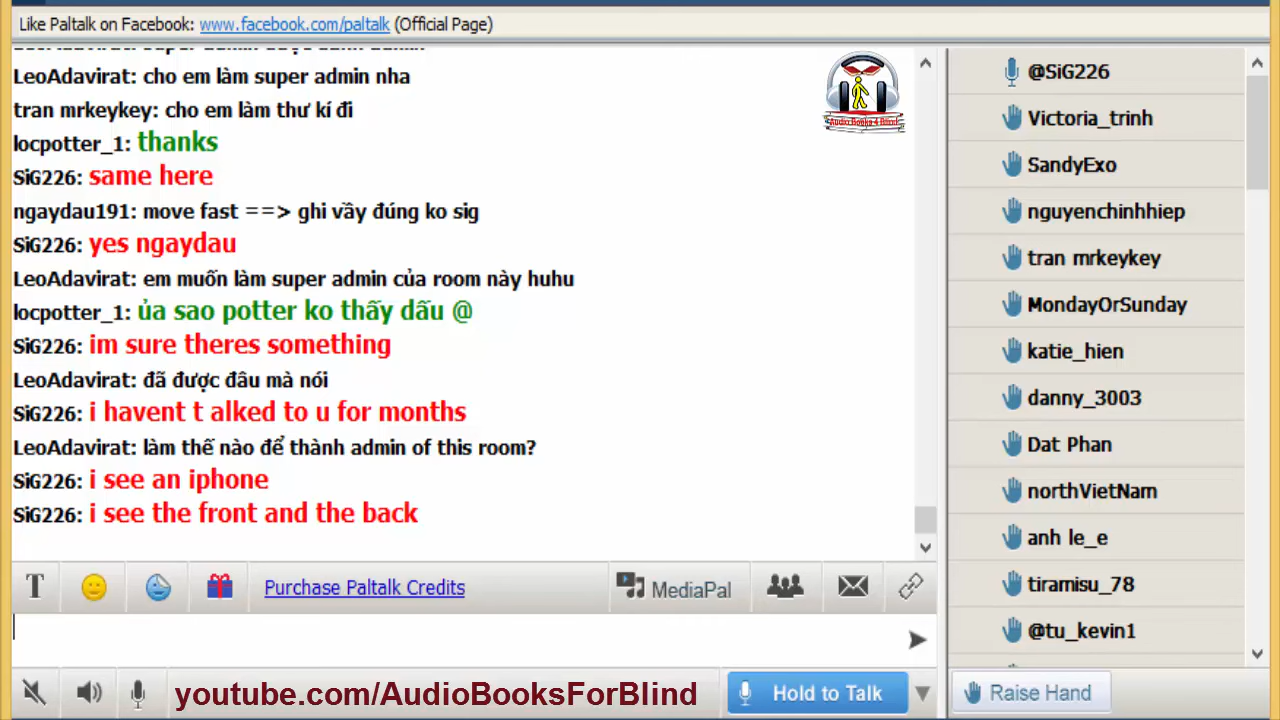 Like Paltalk on Facebook: www.facebook.com/paltalk (Official Page)
LeoAdavirat: cho em làm super admin nha
tran mrkeykey: cho em làm thư kí đi
locpotter_1: thanks
SiG226: same here
ngaydau191: move fast ==> ghi vầy đúng ko sig
SiG226: yes ngaydau
LeoAdavirat: em muốn làm super admin của room này huhu
locpotter_1: ủa sao potter ko thấy dấu @
SiG226: im sure theres something
LeoAdavirat: đã được đâu mà nói
SiG226: i havent t alked to u for months
LeoAdavirat: làm thế nào để thành admin of this room?
SiG226: i see an iphone
SiG226: i see the front and the back
Audio Books 4 Blind
T
Purchase Paltalk Credits
MediaPal
youtube.com/AudioBooksForBlind
Hold to Talk
@SiG226
Victoria_trinh
SandyExo
nguyenchinhhiep
tran mrkeykey
MondayOrSunday
katie_hien
danny_3003
Dat Phan
northVietNam
anh le_e
tiramisu_78
@tu_kevin1
Raise Hand